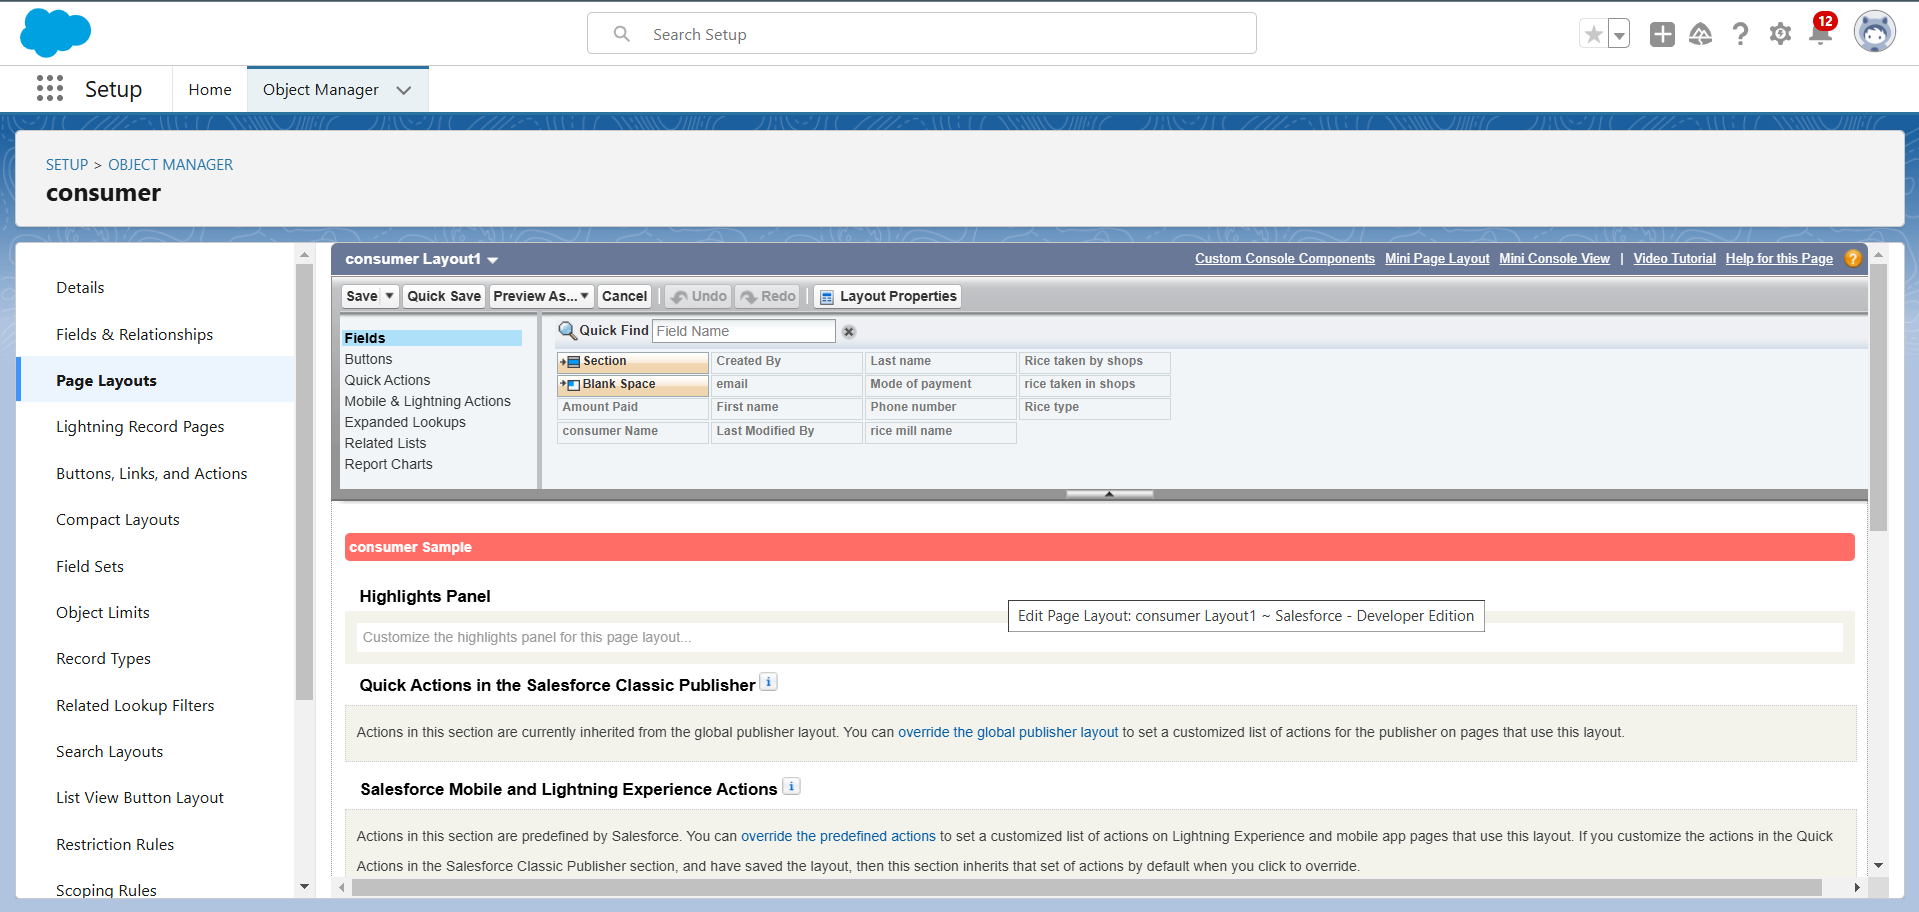 Search Setup
12
Setup
Home
Object Manager
SETUP > OBJECT MANAGER
consumer
Details
Fields & Relationships
Page Layouts
Lightning Record Pages
Buttons, Links, and Actions
Compact Layouts
Field Sets
Object Limits
Record Types
Related Lookup Filters
Search Layouts
List View Button Layout
Restriction Rules
Scoping Rules
consumer Layout1
Custom Console Components Mini Page Layout Mini Console View | Video Tutorial Help for this Page ?
Save Quick Save Preview As... Cancel Undo Redo Layout Properties
Fields
Buttons
Quick Actions
Mobile & Lightning Actions
Expanded Lookups
Related Lists
Report Charts
Quick Find Field Name
Section Created By Last name Rice taken by shops
Blank Space email Mode of payment rice taken in shops
Amount Paid First name Phone number Rice type
consumer Name Last Modified By rice mill name
consumer Sample
Highlights Panel
Edit Page Layout: consumer Layout1 ~ Salesforce - Developer Edition
Customize the highlights panel for this page layout...
Quick Actions in the Salesforce Classic Publisher i
Actions in this section are currently inherited from the global publisher layout. You can override the global publisher layout to set a customized list of actions for the publisher on pages that use this layout.
Salesforce Mobile and Lightning Experience Actions i
Actions in this section are predefined by Salesforce. You can override the predefined actions to set a customized list of actions on Lightning Experience and mobile app pages that use this layout. If you customize the actions in the Quick
Actions in the Salesforce Classic Publisher section, and have saved the layout, then this section inherits that set of actions by default when you click to override.